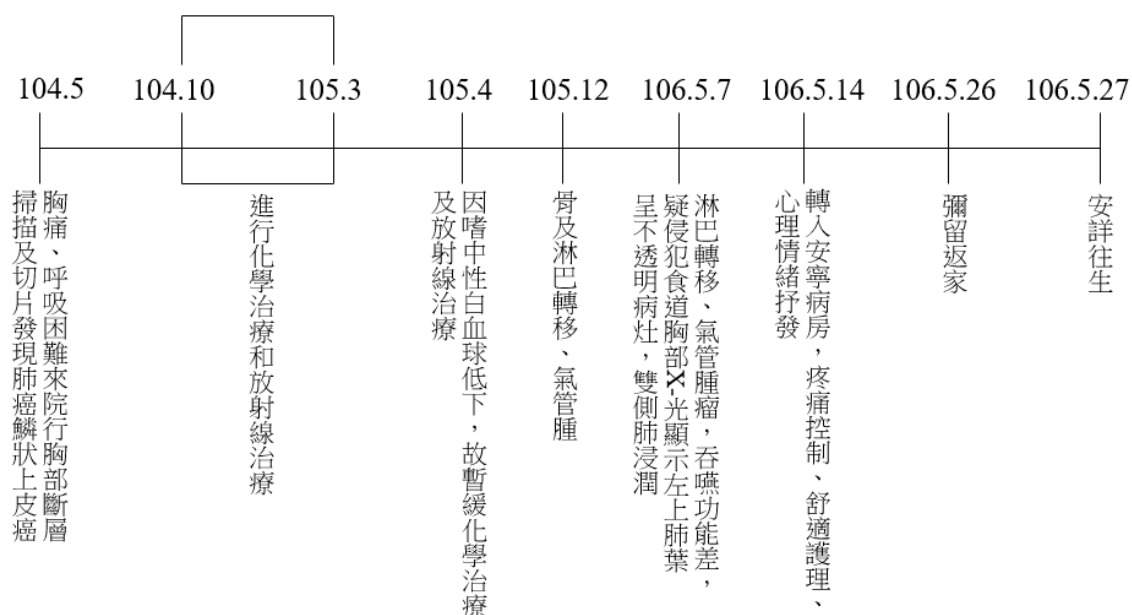 104.5
104.10
105.3
105.4
105.12
106.5.7
106.5.14
106.5.26
106.5.27
胸痛、呼吸困難來院行胸部斷層
掃描及切片發現肺癌鱗狀上皮癌
進行化學治療和放射線治療
因嗜中性白血球低下，故暫緩化學治療
及放射線治療
骨及淋巴轉移、氣管腫
淋巴轉移、氣管腫瘤，吞嚥功能差，
疑侵犯食道胸部X-光顯示左上肺葉
呈不透明病灶，雙側肺浸潤
轉入安寧病房，疼痛控制、舒適護理、
心理情緒抒發
彌留返家
安詳往生